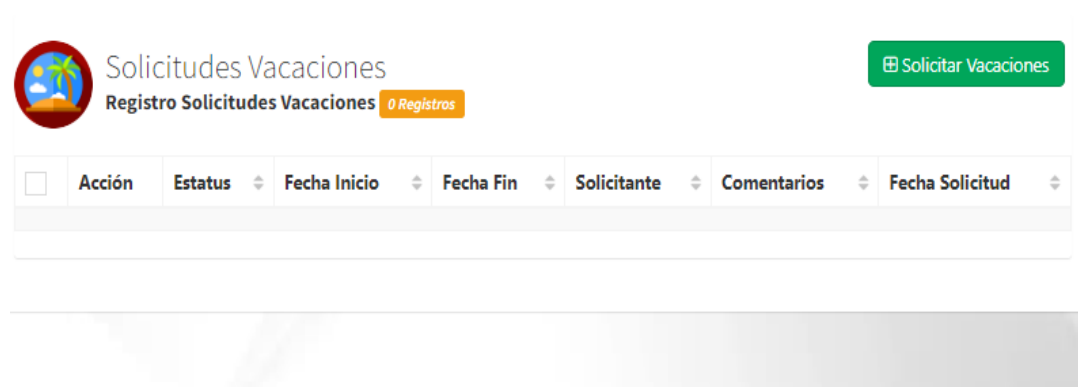 Solicitudes Vacaciones
Registro Solicitudes Vacaciones 0 Registros
Solicitar Vacaciones
Acción Estatus Fecha Inicio Fecha Fin Solicitante Comentarios Fecha Solicitud